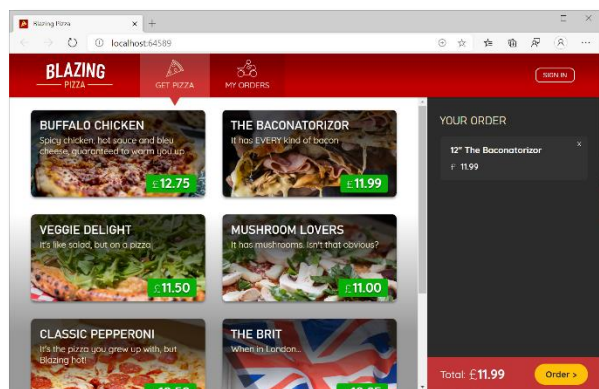 Blazing Pizza
localhost:64589
BLAZING
PIZZA
GET PIZZA
MY ORDERS
SIGN IN
BUFFALO CHICKEN
Spicy chicken, hot sauce and bleu
cheese, guaranteed to warm you up
£12.75
THE BACONATORIZOR
It has EVERY kind of bacon
£11.99
VEGGIE DELIGHT
It's like salad, but on a pizza
£11.50
MUSHROOM LOVERS
It has mushrooms. Isn't that obvious?
£11.00
CLASSIC PEPPERONI
It's the pizza you grew up with, but
Blazing hot!
THE BRIT
When in London...
YOUR ORDER
12" The Baconatorizor
x
£ 11.99
Total: £11.99
Order >